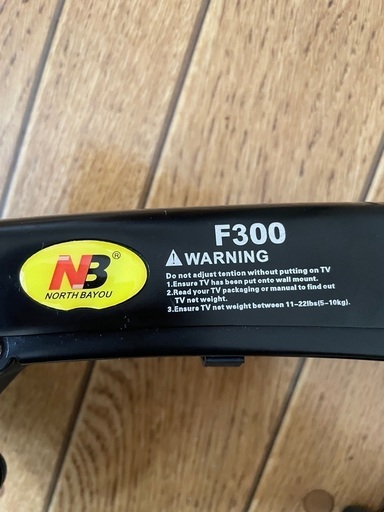 F300
NB®
NORTH BAYOU
WARNING
Do not adjust tention without putting on TV
1.Ensure TV has been put onto wall mount.
2.Read your TV packaging or manual to find out
TV net weight.
3.Ensure TV net weight between 11-22lbs(5-10kg).